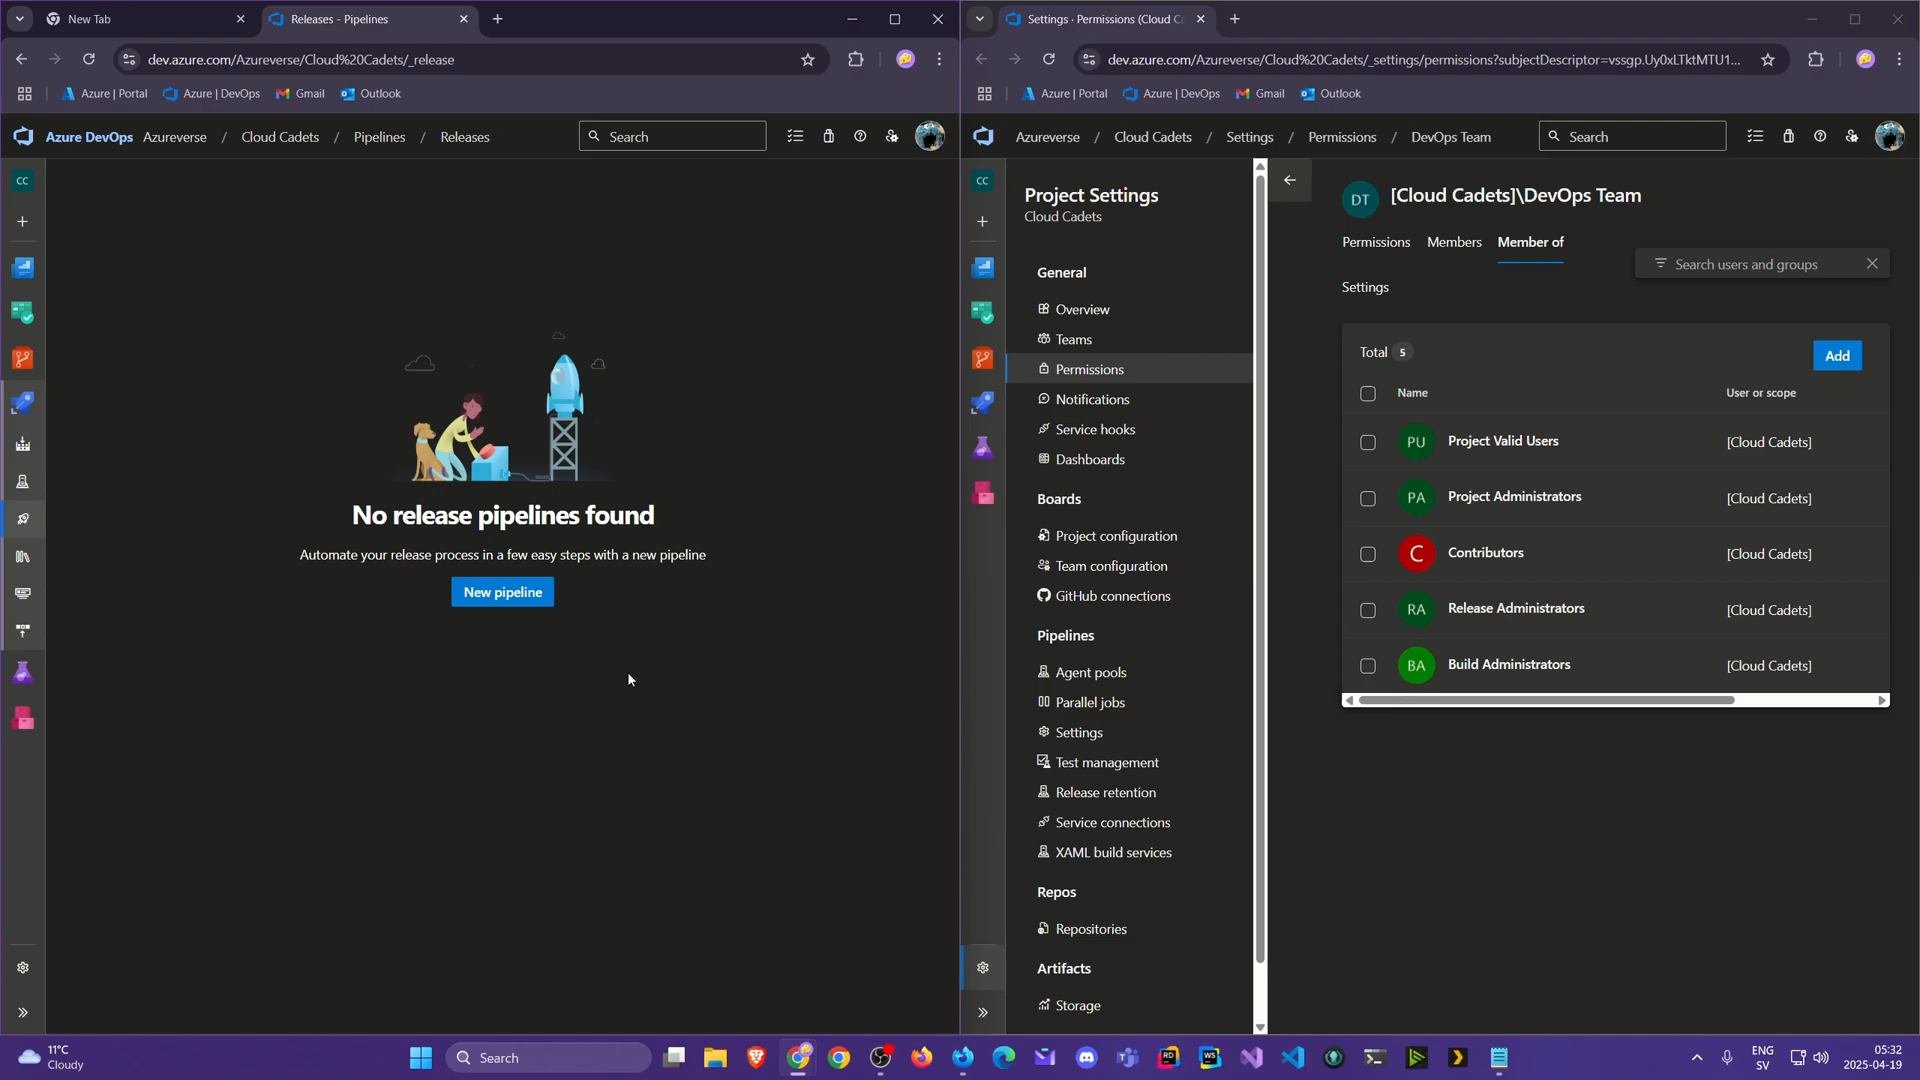 New Tab
Releases - Pipelines
dev.azure.com/Azureverse/Cloud%20Cadets/_release
Azure | Portal
Azure | DevOps
Gmail
Outlook
Azure DevOps
Azureverse
/
Cloud Cadets
/
Pipelines
/
Releases
Search
CC
No release pipelines found
Automate your release process in a few easy steps with a new pipeline
New pipeline
Settings · Permissions (Cloud C
dev.azure.com/Azureverse/Cloud%20Cadets/_settings/permissions?subjectDescriptor=vssgp.Uy0xLTktMTU1...
Azure | Portal
Azure | DevOps
Gmail
Outlook
Azureverse
/
Cloud Cadets
/
Settings
/
Permissions
/
DevOps Team
Search
CC
Project Settings
Cloud Cadets
General
Overview
Teams
Permissions
Notifications
Service hooks
Dashboards
Boards
Project configuration
Team configuration
GitHub connections
Pipelines
Agent pools
Parallel jobs
Settings
Test management
Release retention
Service connections
XAML build services
Repos
Repositories
Artifacts
Storage
DT
[Cloud Cadets]\DevOps Team
Permissions
Members
Member of
Search users and groups
Settings
Total 5
Add
Name
User or scope
PU
Project Valid Users
[Cloud Cadets]
PA
Project Administrators
[Cloud Cadets]
C
Contributors
[Cloud Cadets]
RA
Release Administrators
[Cloud Cadets]
BA
Build Administrators
[Cloud Cadets]
11°C
Cloudy
Search
RD
WS
ENG
SV
05:32
2025-04-19